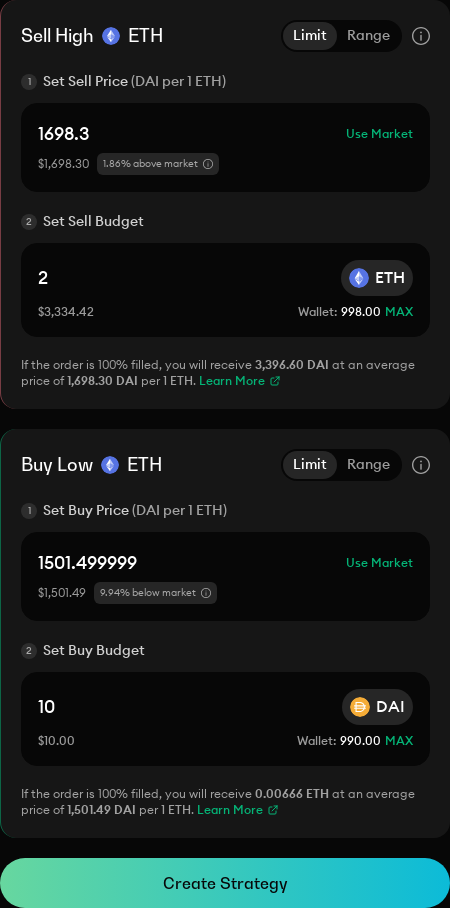 Sell High ETH Limit Range
1 Set Sell Price (DAI per 1 ETH)
1698.3 Use Market
$1,698.30 1.86% above market
2 Set Sell Budget
2 ETH
$3,334.42 Wallet: 998.00 MAX
If the order is 100% filled, you will receive 3,396.60 DAI at an average
price of 1,698.30 DAI per 1 ETH. Learn More
Buy Low ETH Limit Range
1 Set Buy Price (DAI per 1 ETH)
1501.499999 Use Market
$1,501.49 9.94% below market
2 Set Buy Budget
10 DAI
$10.00 Wallet: 990.00 MAX
If the order is 100% filled, you will receive 0.00666 ETH at an average
price of 1,501.49 DAI per 1 ETH. Learn More
Create Strategy